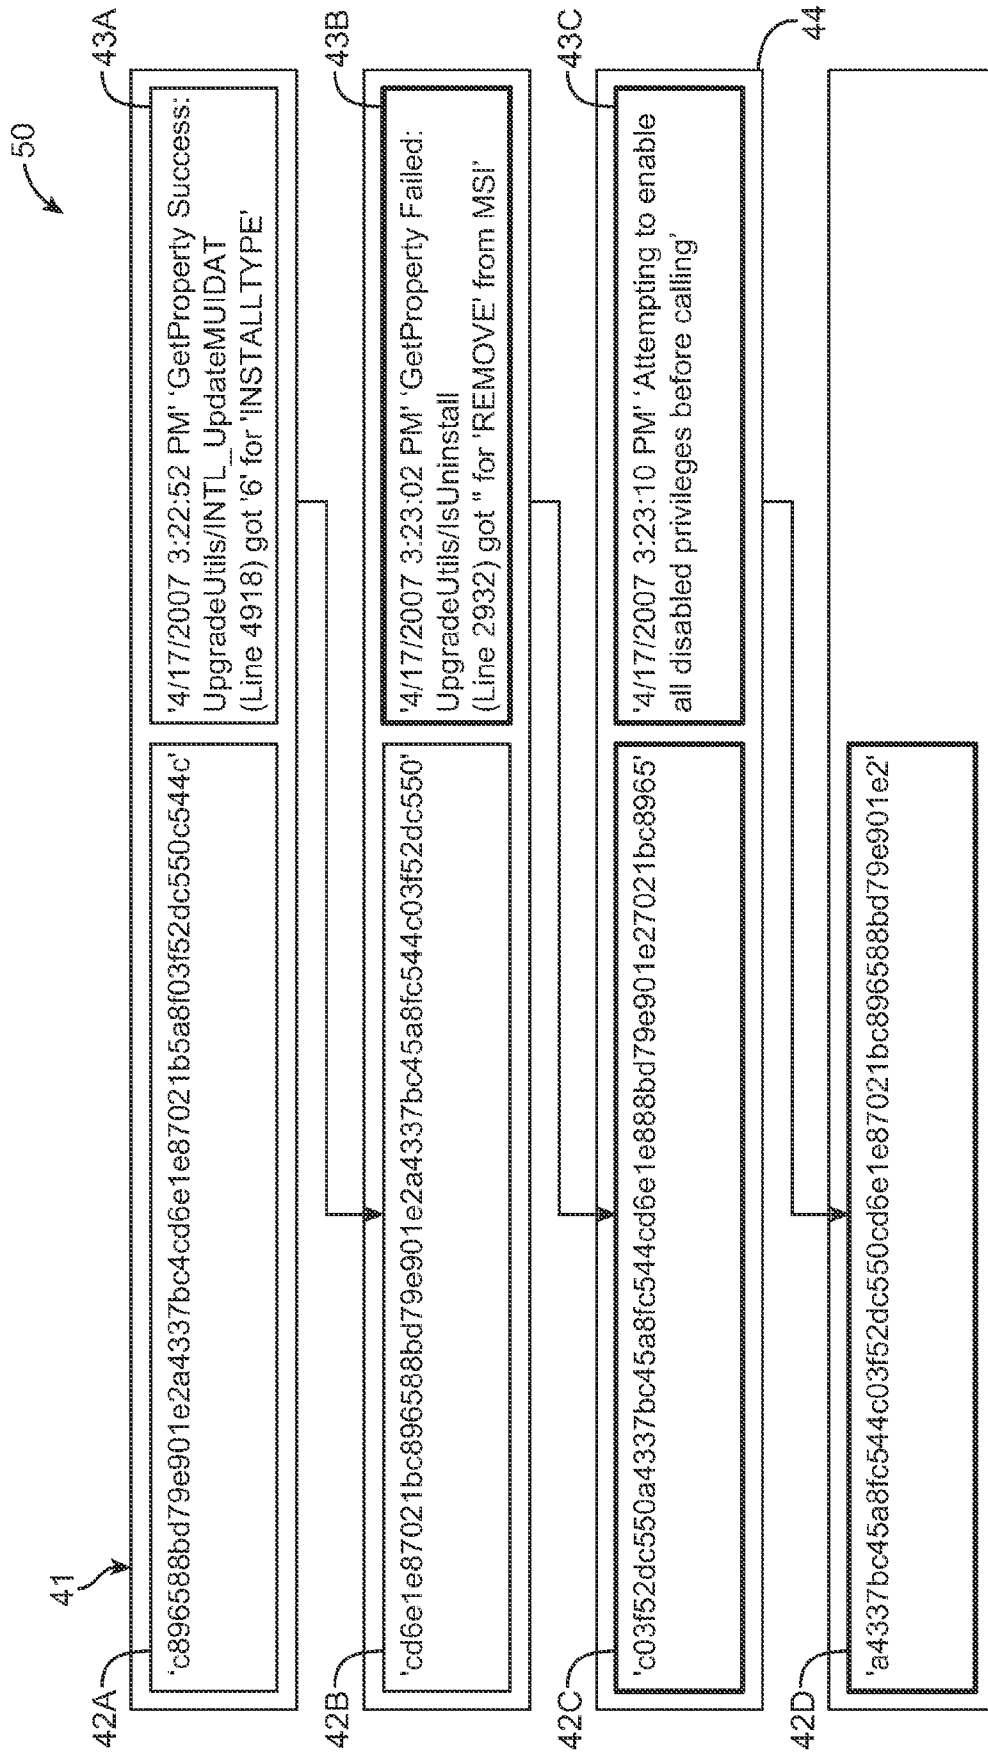 50
41
42A
'c896588bd79e901e2a4337bc4cd6e1e87021b5a8f03f52dc550c544c'
43A
'4/17/2007 3:22:52 PM' 'GetProperty Success:
UpgradeUtils/INTL_UpdateMUIDAT
(Line 4918) got '6' for 'INSTALLTYPE'
42B
'cd6e1e87021bc896588bd79e901e2a4337bc45a8fc544c03f52dc550'
43B
'4/17/2007 3:23:02 PM' 'GetProperty Failed:
UpgradeUtils/IsUninstall
(Line 2932) got '' for 'REMOVE' from MSI'
42C
'c03f52dc550a4337bc45a8fc544cd6e1e888bd79e901e27021bc8965'
43C
'4/17/2007 3:23:10 PM' 'Attempting to enable
all disabled privileges before calling'
44
42D
'a4337bc45a8fc544c03f52dc550cd6e1e87021bc896588bd79e901e2'